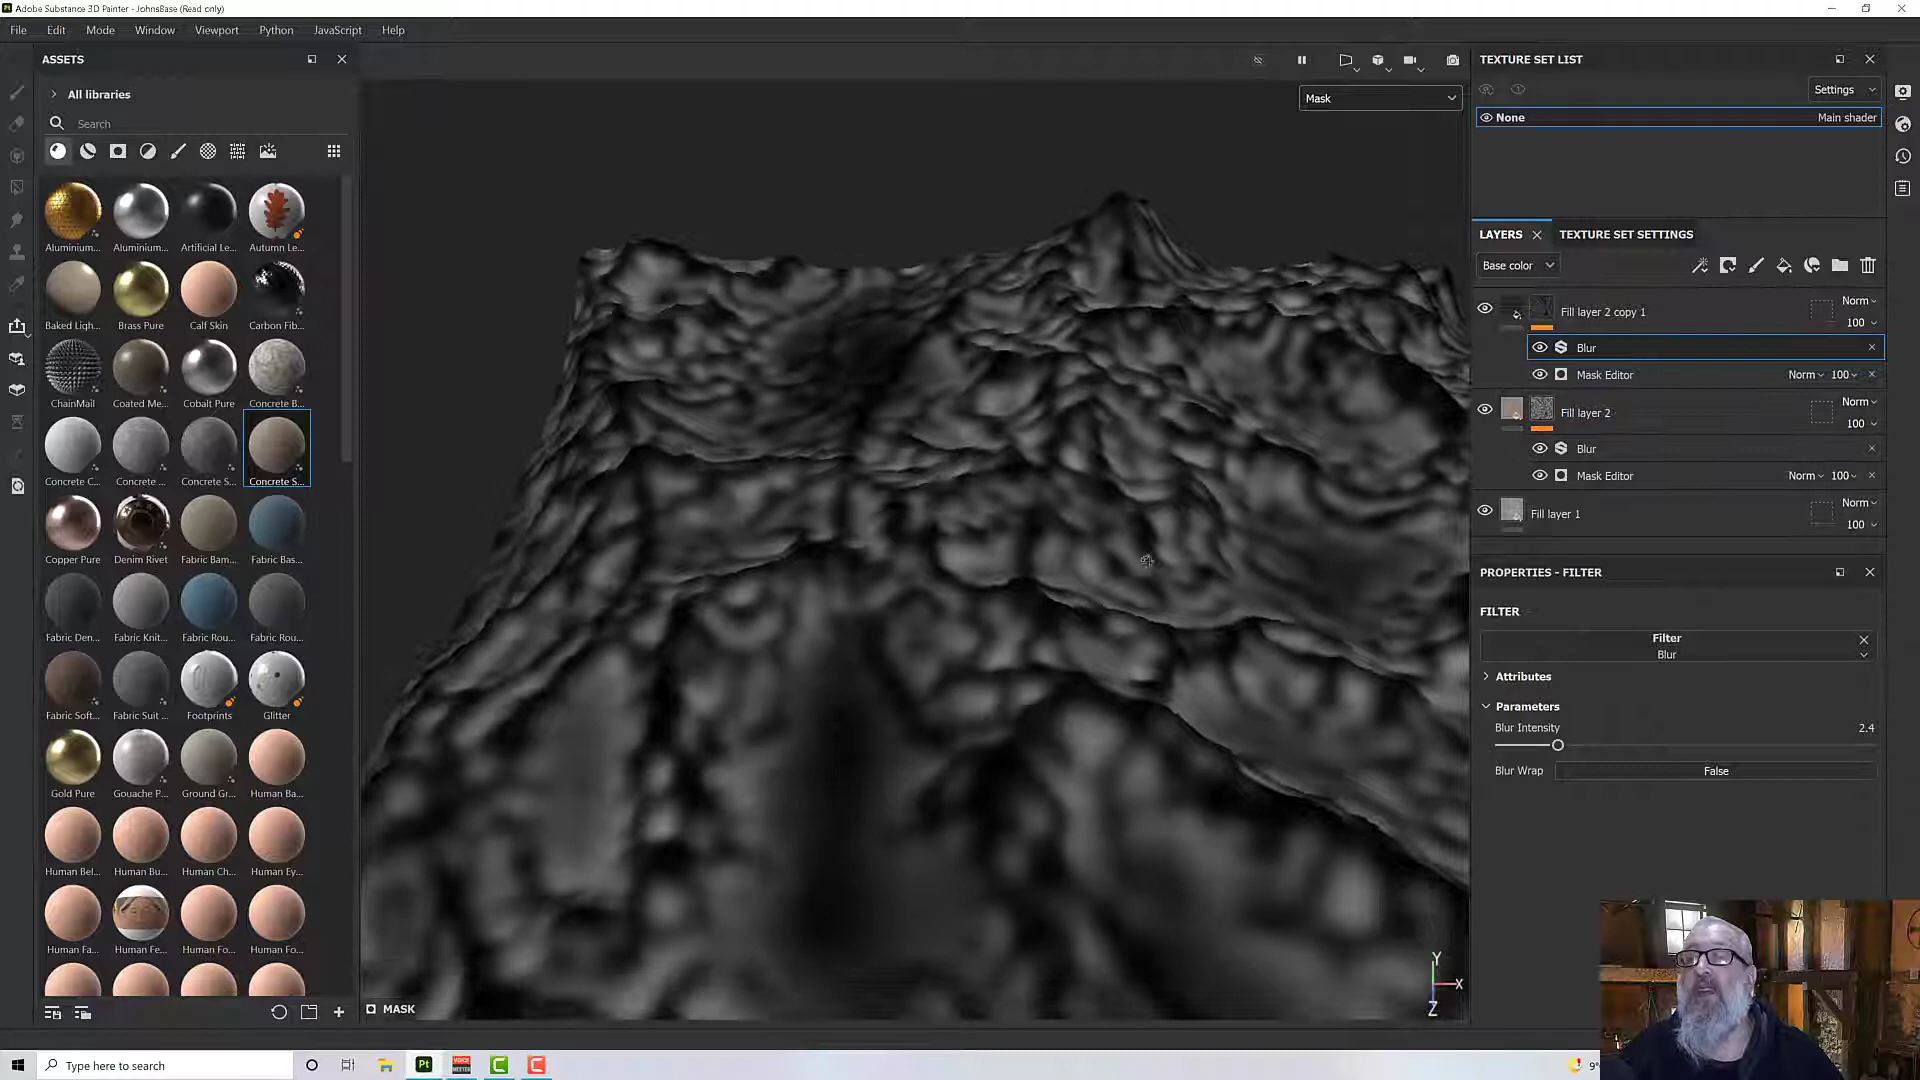 Adobe Substance 3D Painter - JohnsBase (Read only)
File Edit Mode Window Viewport Python JavaScript Help
ASSETS
All libraries
Search
Aluminium... Aluminium... Artificial Le... Autumn Le...
Baked Ligh... Brass Pure Calf Skin Carbon Fib...
ChainMail Coated Me... Cobalt Pure Concrete B...
Concrete C... Concrete ... Concrete S... Concrete S...
Copper Pure Denim Rivet Fabric Bam... Fabric Bas...
Fabric Den... Fabric Knit... Fabric Rou... Fabric Rou...
Fabric Soft... Fabric Suit ... Footprints Glitter
Gold Pure Gouache P... Ground Gr... Human Ba...
Human Bel... Human Bu... Human Ch... Human Ey...
Human Fa... Human Fe... Human Fo... Human Fo...
Mask
MASK
Y
X
Z
TEXTURE SET LIST
Settings
None Main shader
LAYERS TEXTURE SET SETTINGS
Base color
Fill layer 2 copy 1 Norm 100
Blur
Mask Editor Norm 100
Fill layer 2 Norm 100
Blur
Mask Editor Norm 100
Fill layer 1 Norm 100
PROPERTIES - FILTER
FILTER
Filter
Blur
Attributes
Parameters
Blur Intensity 2.4
Blur Wrap False
Type here to search
Pt
9°